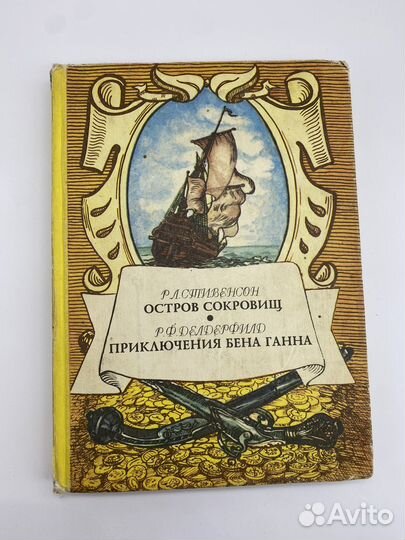 Р.Л.СТИВЕНСОН
ОСТРОВ СОКРОВИЩ
•
Р.Ф.ДЕЛДЕРФИЛД
ПРИКЛЮЧЕНИЯ БЕНА ГАННА
Avito